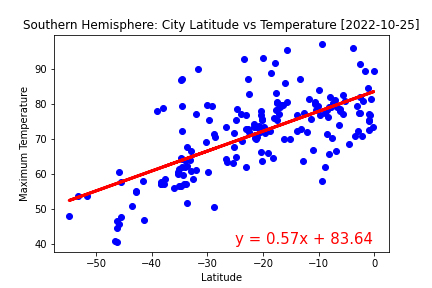 Southern Hemisphere: City Latitude vs Temperature [2022-10-25]
Maximum Temperature
90
80
70
60
50
40
y = 0.57x + 83.64
−50 −40 −30 −20 −10 0
Latitude